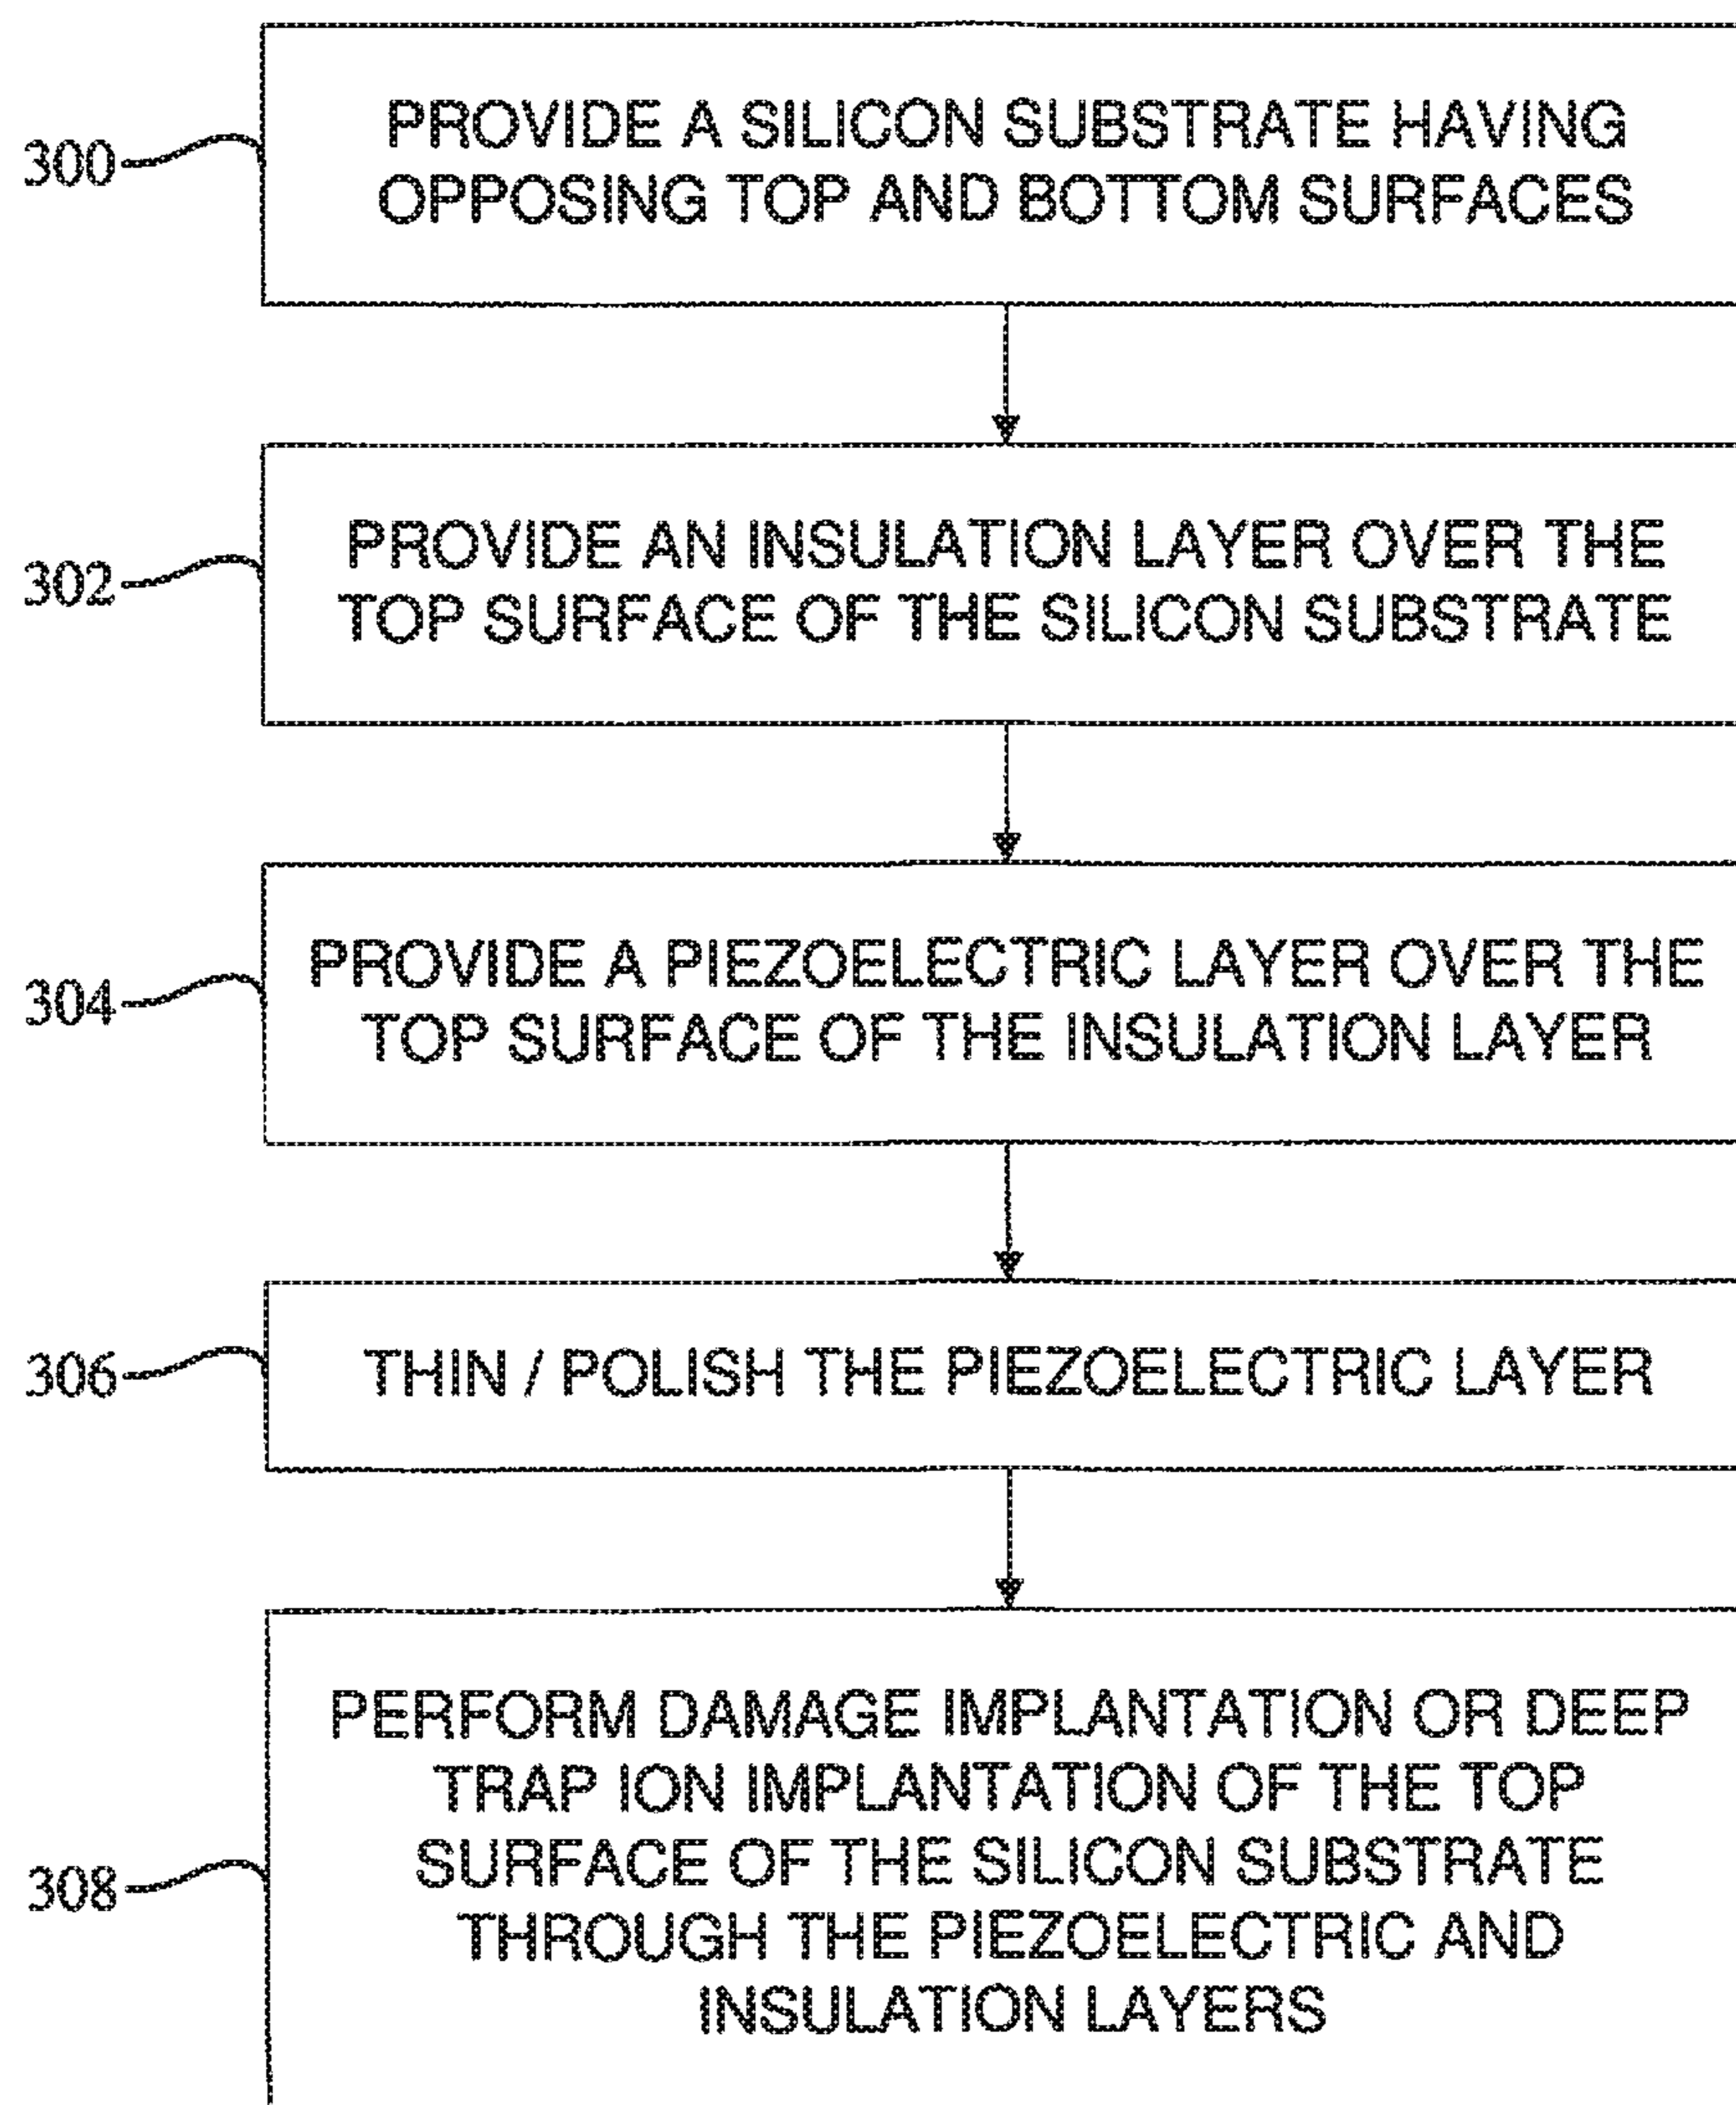 300
PROVIDE A SILICON SUBSTRATE HAVING
OPPOSING TOP AND BOTTOM SURFACES
302
PROVIDE AN INSULATION LAYER OVER THE
TOP SURFACE OF THE SILICON SUBSTRATE
304
PROVIDE A PIEZOELECTRIC LAYER OVER THE
TOP SURFACE OF THE INSULATION LAYER
306
THIN / POLISH THE PIEZOELECTRIC LAYER
308
PERFORM DAMAGE IMPLANTATION OR DEEP
TRAP ION IMPLANTATION OF THE TOP
SURFACE OF THE SILICON SUBSTRATE
THROUGH THE PIEZOELECTRIC AND
INSULATION LAYERS